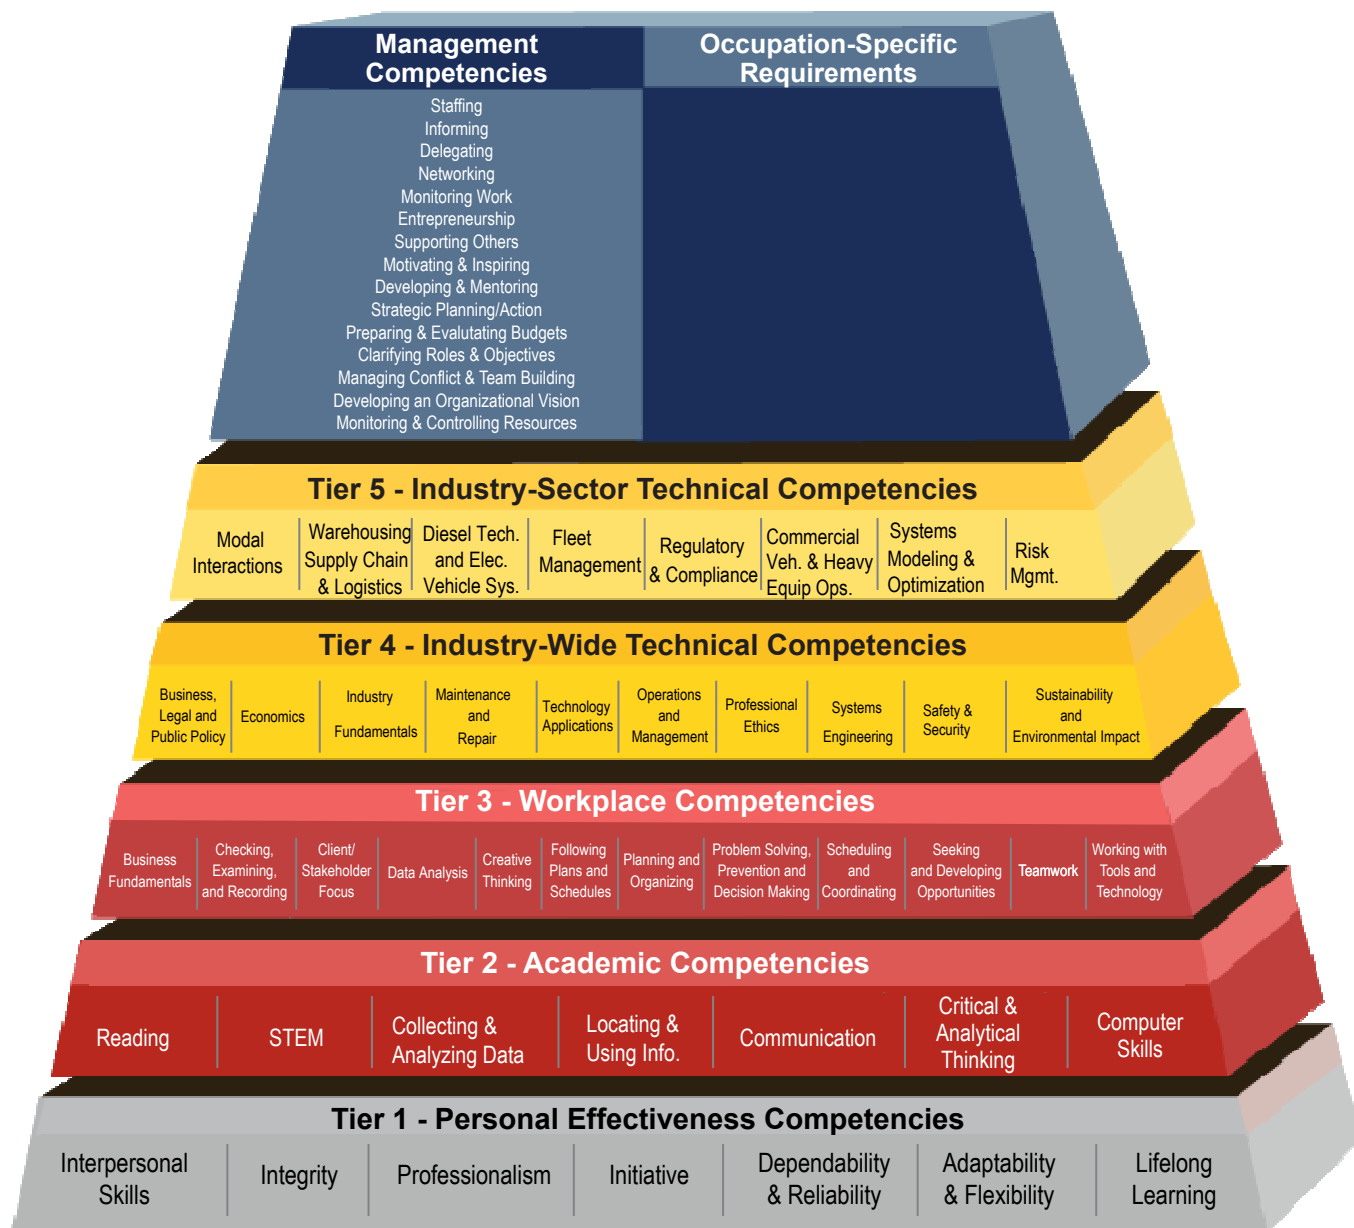 Management
Competencies
Occupation-Specific
Requirements
Staffing
Informing
Delegating
Networking
Monitoring Work
Entrepreneurship
Supporting Others
Motivating & Inspiring
Developing & Mentoring
Strategic Planning/Action
Preparing & Evalutating Budgets
Clarifying Roles & Objectives
Managing Conflict & Team Building
Developing an Organizational Vision
Monitoring & Controlling Resources
Tier 5 - Industry-Sector Technical Competencies
Modal
Interactions
Warehousing
Supply Chain
& Logistics
Diesel Tech.
and Elec.
Vehicle Sys.
Fleet
Management
Regulatory
& Compliance
Commercial
Veh. & Heavy
Equip Ops.
Systems
Modeling &
Optimization
Risk
Mgmt.
Tier 4 - Industry-Wide Technical Competencies
Business,
Legal and
Public Policy
Economics
Industry
Fundamentals
Maintenance
and
Repair
Technology
Applications
Operations
and
Management
Professional
Ethics
Systems
Engineering
Safety &
Security
Sustainability
and
Environmental Impact
Tier 3 - Workplace Competencies
Business
Fundamentals
Checking,
Examining,
and Recording
Client/
Stakeholder
Focus
Data Analysis
Creative
Thinking
Following
Plans and
Schedules
Planning and
Organizing
Problem Solving,
Prevention and
Decision Making
Scheduling
and
Coordinating
Seeking
and Developing
Opportunities
Teamwork
Working with
Tools and
Technology
Tier 2 - Academic Competencies
Reading
STEM
Collecting &
Analyzing Data
Locating &
Using Info.
Communication
Critical &
Analytical
Thinking
Computer
Skills
Tier 1 - Personal Effectiveness Competencies
Interpersonal
Skills
Integrity
Professionalism
Initiative
Dependability
& Reliability
Adaptability
& Flexibility
Lifelong
Learning